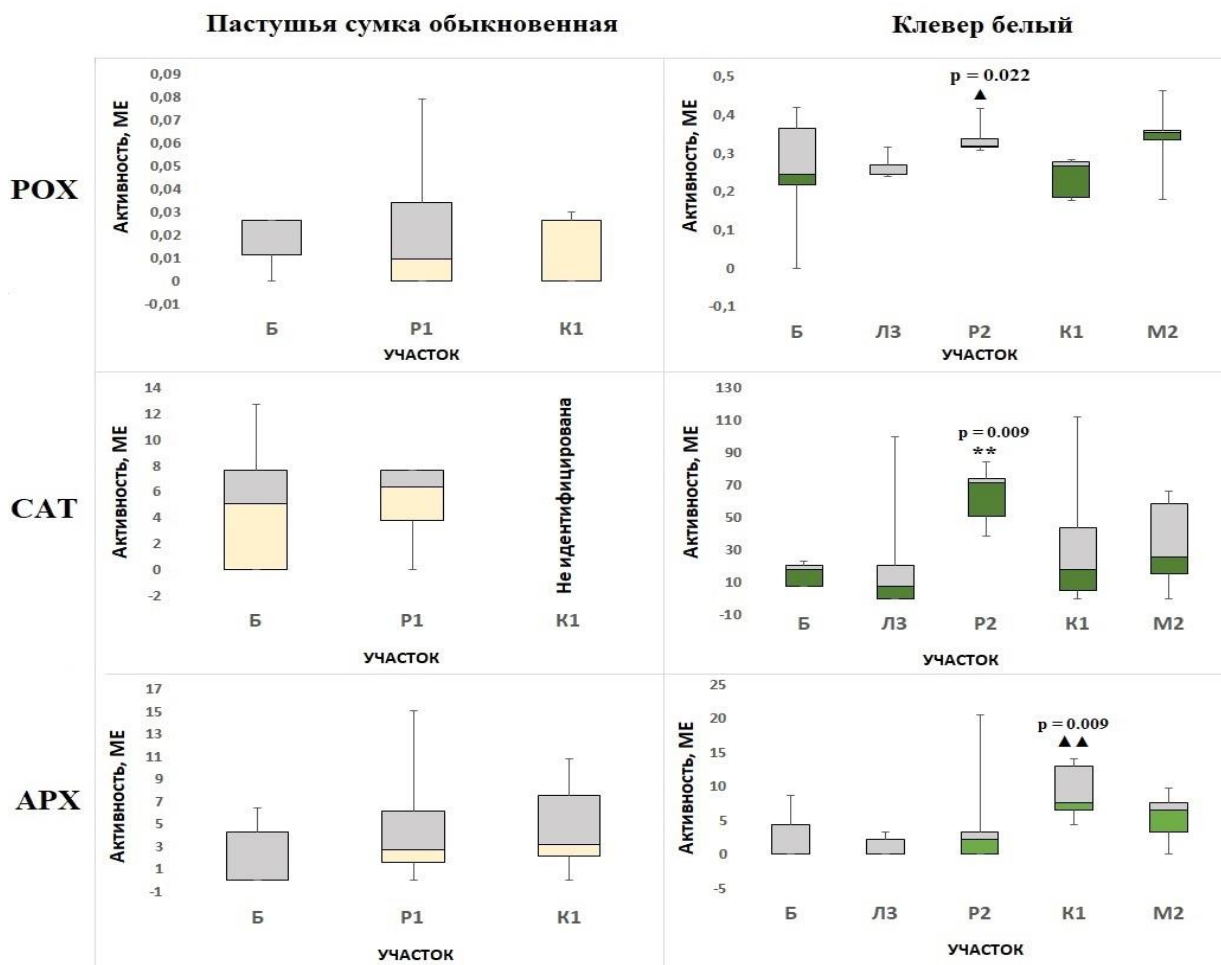 Пастушья сумка обыкновенная
Клевер белый
POX
Активность, МЕ
0,09
0,08
0,07
0,06
0,05
0,04
0,03
0,02
0,01
0
-0,01
Б Р1 К1
УЧАСТОК
Активность, МЕ
0,5
0,4
0,3
0,2
0,1
0
-0,1
p = 0.022
▲
Б ЛЗ Р2 К1 М2
УЧАСТОК
CAT
Активность, МЕ
14
12
10
8
6
4
2
0
-2
Не идентифицирована
Б Р1 К1
УЧАСТОК
Активность, МЕ
130
110
90
70
50
30
10
-10
p = 0.009
**
Б ЛЗ Р2 К1 М2
УЧАСТОК
APX
Активность, МЕ
17
15
13
11
9
7
5
3
1
-1
Б Р1 К1
УЧАСТОК
Активность, МЕ
25
20
15
10
5
0
-5
p = 0.009
▲▲
Б ЛЗ Р2 К1 М2
УЧАСТОК